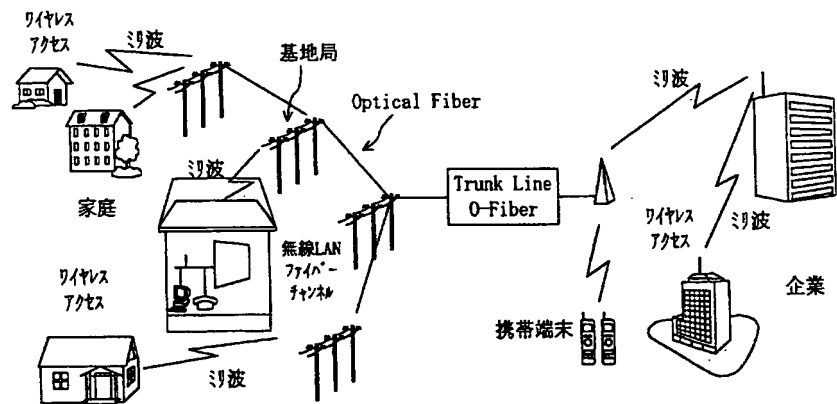 ワイヤレス
アクセス
ミリ波
基地局
Optical Fiber
ミリ波
家庭
ミリ波
Trunk Line
O-Fiber
ワイヤレス
アクセス
ミリ波
企業
無線LAN
ファイバー
チャンネル
ワイヤレス
アクセス
携帯端末
ミリ波